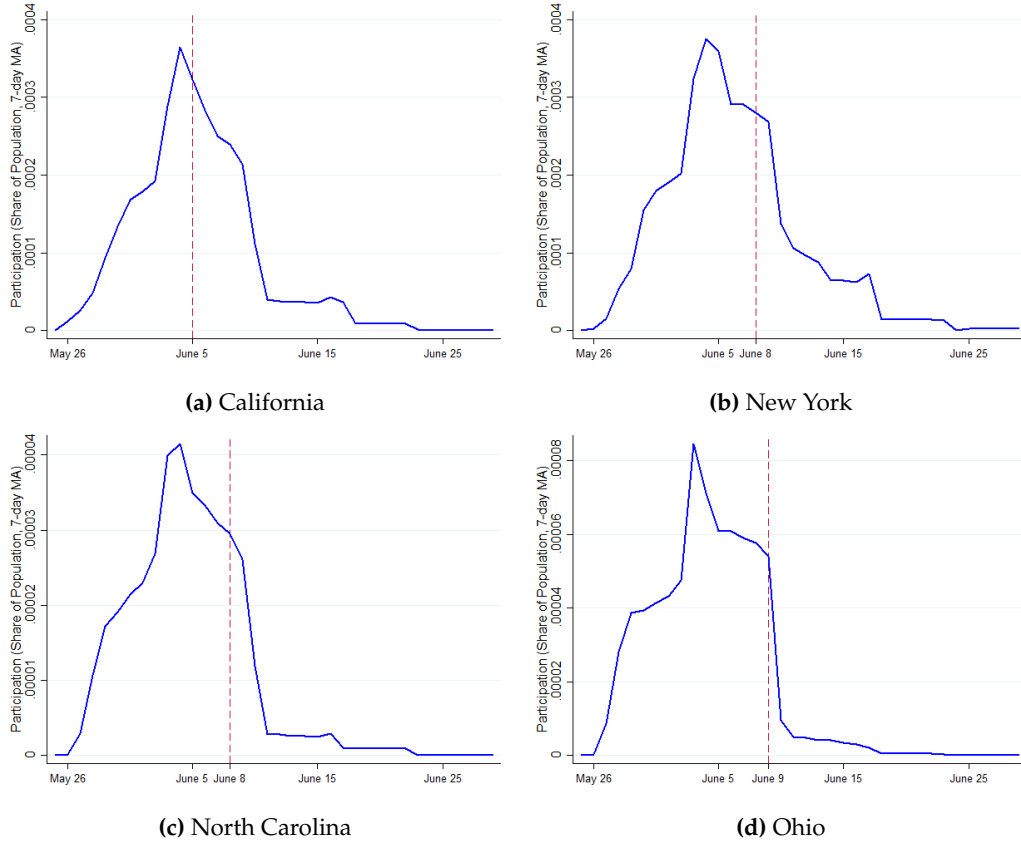 Participation (Share of Population, 7-day MA)
.0004
.0003
.0002
.0001
0
May 26 June 5 June 15 June 25
(a) California
Participation (Share of Population, 7-day MA)
.0004
.0003
.0002
.0001
0
May 26 June 5 June 8 June 15 June 25
(b) New York
Participation (Share of Population, 7-day MA)
.00004
.00003
.00002
.00001
0
May 26 June 5 June 8 June 15 June 25
(c) North Carolina
Participation (Share of Population, 7-day MA)
.00008
.00006
.00004
.00002
0
May 26 June 5 June 9 June 15 June 25
(d) Ohio